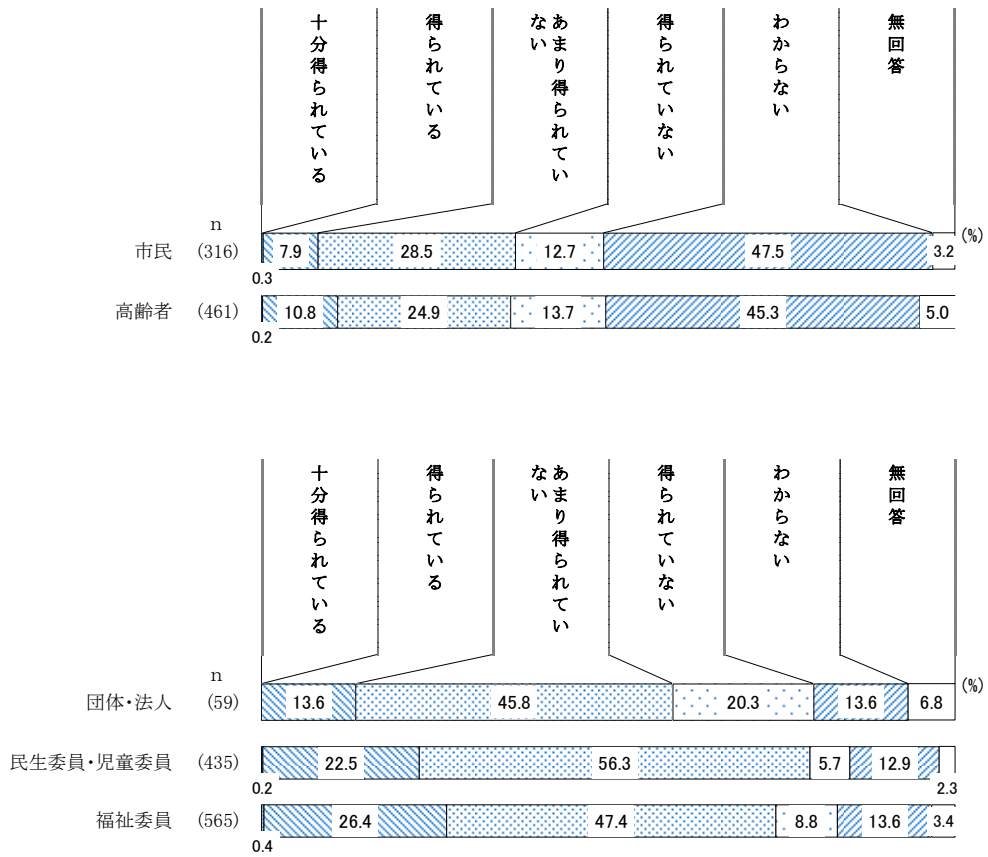 十分得られている
得られている
あまり得られてい
ない
得られていない
わからない
無回答
n
(%)
市民 (316) 7.9 28.5 12.7 47.5 3.2
0.3
高齢者 (461) 10.8 24.9 13.7 45.3 5.0
0.2
十分得られている
得られている
あまり得られてい
ない
得られていない
わからない
無回答
n
(%)
団体・法人 (59) 13.6 45.8 20.3 13.6 6.8
民生委員・児童委員 (435) 22.5 56.3 5.7 12.9
0.2 2.3
福祉委員 (565) 26.4 47.4 8.8 13.6 3.4
0.4